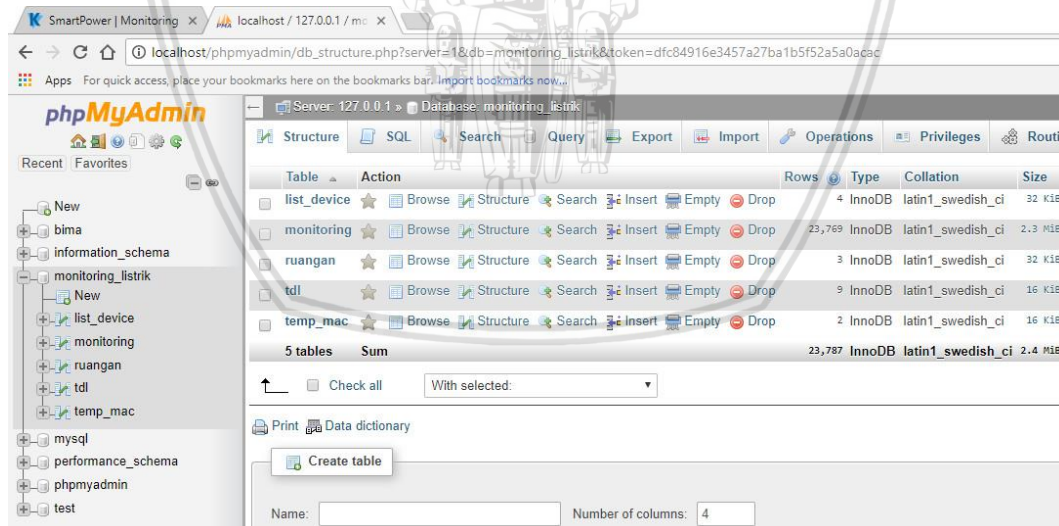 SmartPower | Monitoring
localhost / 127.0.0.1 / mo
localhost/phpmyadmin/db_structure.php?server=1&db=monitoring_listrik&token=dfc84916e3457a27ba1b5f52a5a0acac
Apps For quick access, place your bookmarks here on the bookmarks bar. Import bookmarks now...
phpMyAdmin
Recent Favorites
New
bima
information_schema
monitoring_listrik
New
list_device
monitoring
ruangan
tdl
temp_mac
mysql
performance_schema
phpmyadmin
test
Server: 127.0.0.1 » Database: monitoring_listrik
Structure SQL Search Query Export Import Operations Privileges Routi
Table Action Rows Type Collation Size
list_device Browse Structure Search Insert Empty Drop 4 InnoDB latin1_swedish_ci 32 KiB
monitoring Browse Structure Search Insert Empty Drop 23,769 InnoDB latin1_swedish_ci 2.3 MiB
ruangan Browse Structure Search Insert Empty Drop 3 InnoDB latin1_swedish_ci 32 KiB
tdl Browse Structure Search Insert Empty Drop 9 InnoDB latin1_swedish_ci 16 KiB
temp_mac Browse Structure Search Insert Empty Drop 2 InnoDB latin1_swedish_ci 16 KiB
5 tables Sum 23,787 InnoDB latin1_swedish_ci 2.4 MiB
Check all With selected:
Print Data dictionary
Create table
Name: Number of columns: 4